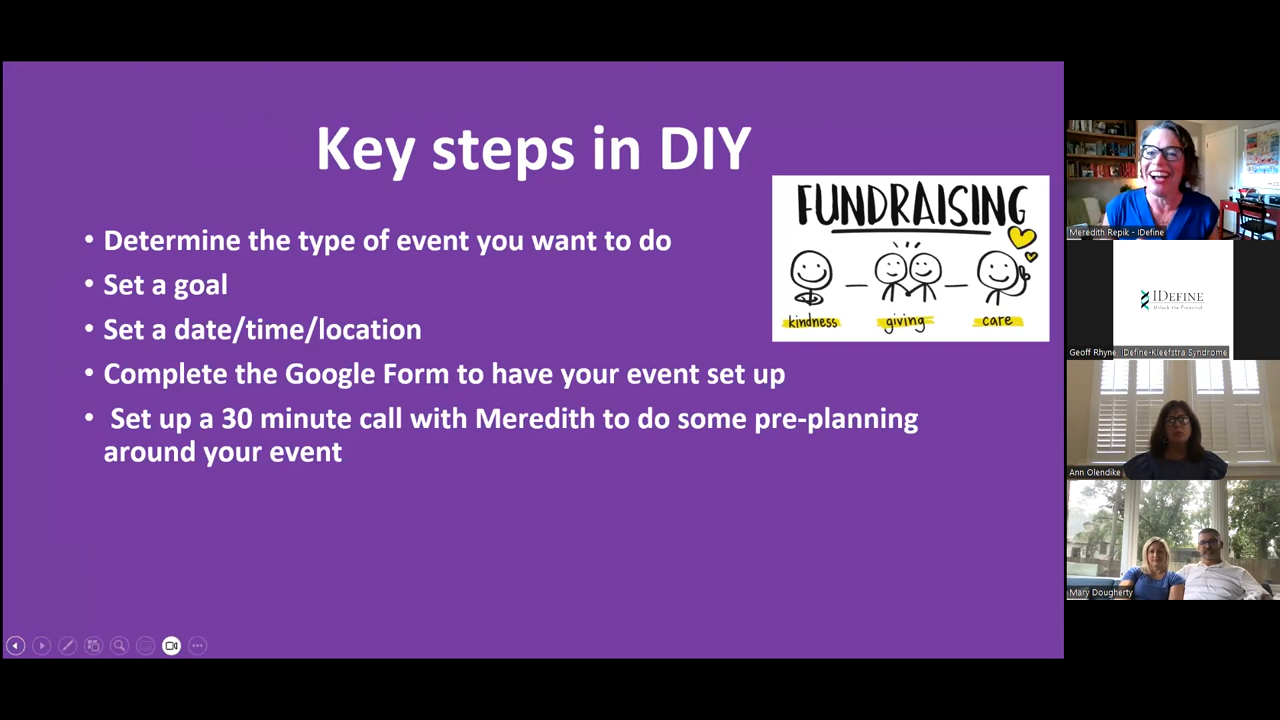 Key steps in DIY
FUNDRAISING
kindness
giving
care
• Determine the type of event you want to do
• Set a goal
• Set a date/time/location
• Complete the Google Form to have your event set up
• Set up a 30 minute call with Meredith to do some pre-planning
around your event
Meredith Repik - IDefine
IDEFINE
Unlock the Potential
Geoff Rhyne, IDefine-Kleefstra Syndrome
Ann Olendike
Mary Dougherty